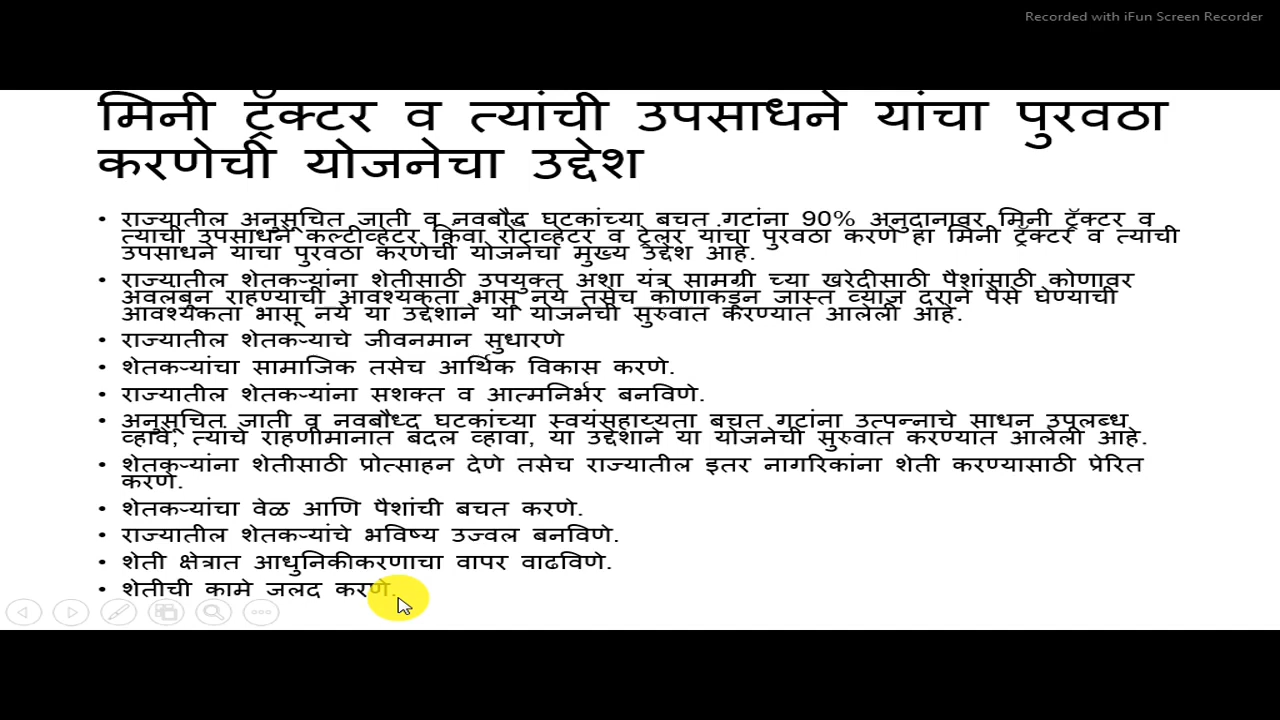 Recorded with iFun Screen Recorder
मिनी ट्रॅक्टर व त्यांची उपसाधने यांचा पुरवठा
करणेची योजनेचा उद्देश
• राज्यातील अनुसूचित जाती व नवबौद्ध घटकांच्या बचत गटांना 90% अनुदानावर मिनी ट्रॅक्टर व
त्याची उपसाधने कल्टीव्हेटर किंवा रोटाव्हेटर व ट्रेलर यांचा पुरवठा करणे हा मिनी ट्रॅक्टर व त्यांची
उपसाधने यांचा पुरवठा करणेची योजनेचा मुख्य उद्देश आहे.
• राज्यातील शेतकऱ्यांना शेतीसाठी उपयुक्त अशा यंत्र सामग्री च्या खरेदीसाठी पैशांसाठी कोणावर
अवलंबून राहण्याची आवश्यकता भासू नये तसेच कोणाकडून जास्त व्याज दराने पैसे घेण्याची
आवश्यकता भासू नये या उद्देशाने या योजनेची सुरुवात करण्यात आलेली आहे.
• राज्यातील शेतकऱ्याचे जीवनमान सुधारणे
• शेतकऱ्यांचा सामाजिक तसेच आर्थिक विकास करणे.
• राज्यातील शेतकऱ्यांना सशक्त व आत्मनिर्भर बनविणे.
• अनुसूचित जाती व नवबौध्द घटकांच्या स्वयंसहाय्यता बचत गटांना उत्पन्नाचे साधन उपलब्ध
व्हावे, त्यांचे राहणीमानात बदल व्हावा, या उद्देशाने या योजनेची सुरुवात करण्यात आलेली आहे.
• शेतकऱ्यांना शेतीसाठी प्रोत्साहन देणे तसेच राज्यातील इतर नागरिकांना शेती करण्यासाठी प्रेरित
करणे.
• शेतकऱ्यांचा वेळ आणि पैशांची बचत करणे.
• राज्यातील शेतकऱ्यांचे भविष्य उज्वल बनविणे.
• शेती क्षेत्रात आधुनिकीकरणाचा वापर वाढविणे.
• शेतीची कामे जलद करणे.